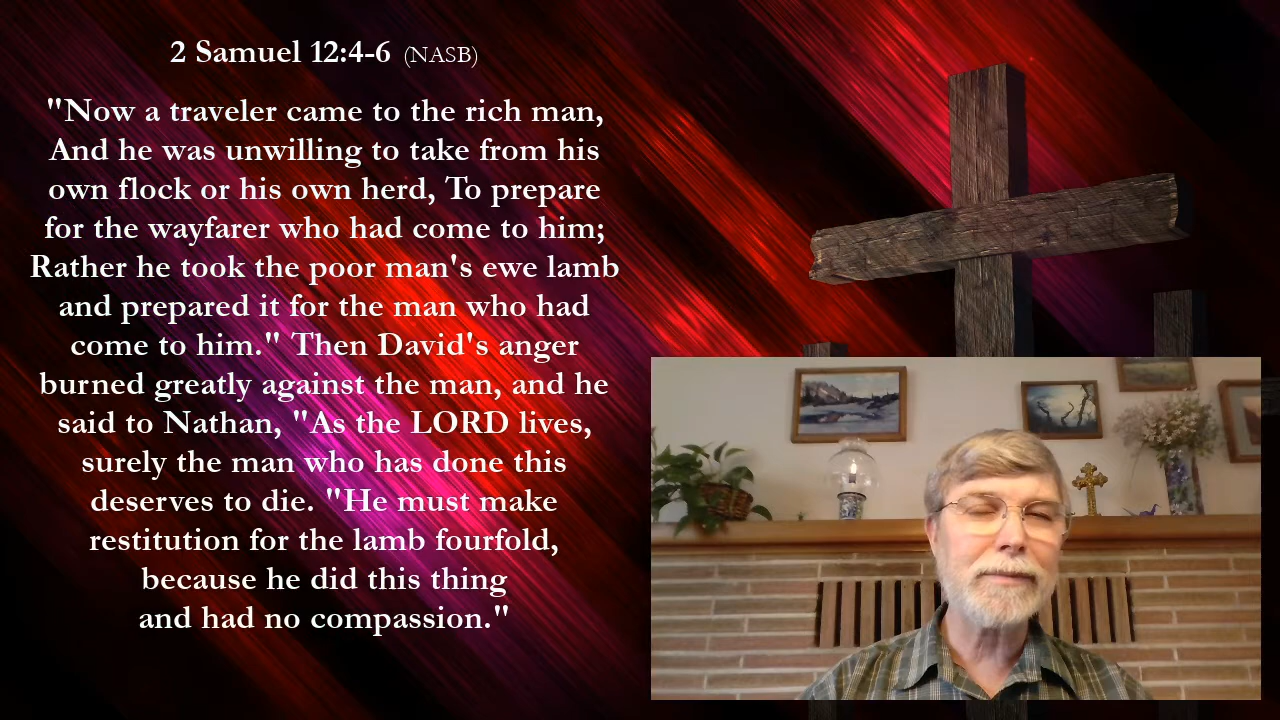 2 Samuel 12:4-6 (NASB)
"Now a traveler came to the rich man,
And he was unwilling to take from his
own flock or his own herd, To prepare
for the wayfarer who had come to him;
Rather he took the poor man's ewe lamb
and prepared it for the man who had
come to him." Then David's anger
burned greatly against the man, and he
said to Nathan, "As the LORD lives,
surely the man who has done this
deserves to die. "He must make
restitution for the lamb fourfold,
because he did this thing
and had no compassion."